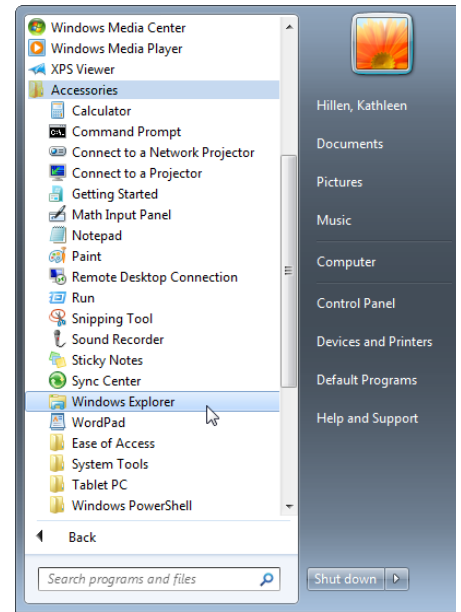 Windows Media Center
Windows Media Player
XPS Viewer
Accessories
Calculator
Command Prompt
Connect to a Network Projector
Connect to a Projector
Getting Started
Math Input Panel
Notepad
Paint
Remote Desktop Connection
Run
Snipping Tool
Sound Recorder
Sticky Notes
Sync Center
Windows Explorer
WordPad
Ease of Access
System Tools
Tablet PC
Windows PowerShell
Back
Search programs and files
Hillen, Kathleen
Documents
Pictures
Music
Computer
Control Panel
Devices and Printers
Default Programs
Help and Support
Shut down